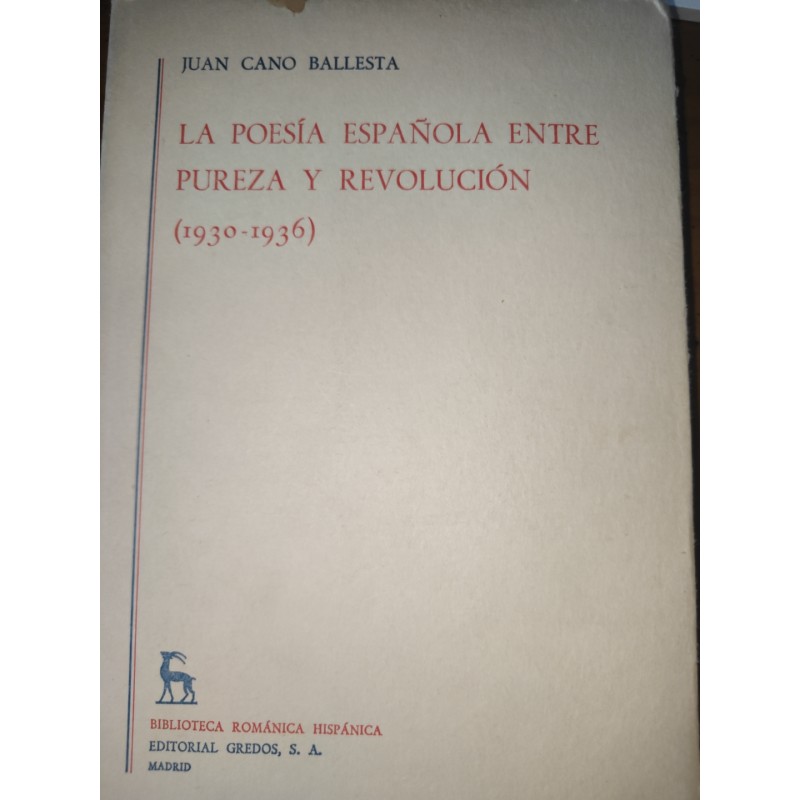 JUAN CANO BALLESTA
LA POESÍA ESPAÑOLA ENTRE
PUREZA Y REVOLUCIÓN
(1930-1936)
BIBLIOTECA ROMÁNICA HISPÁNICA
EDITORIAL GREDOS, S. A.
MADRID